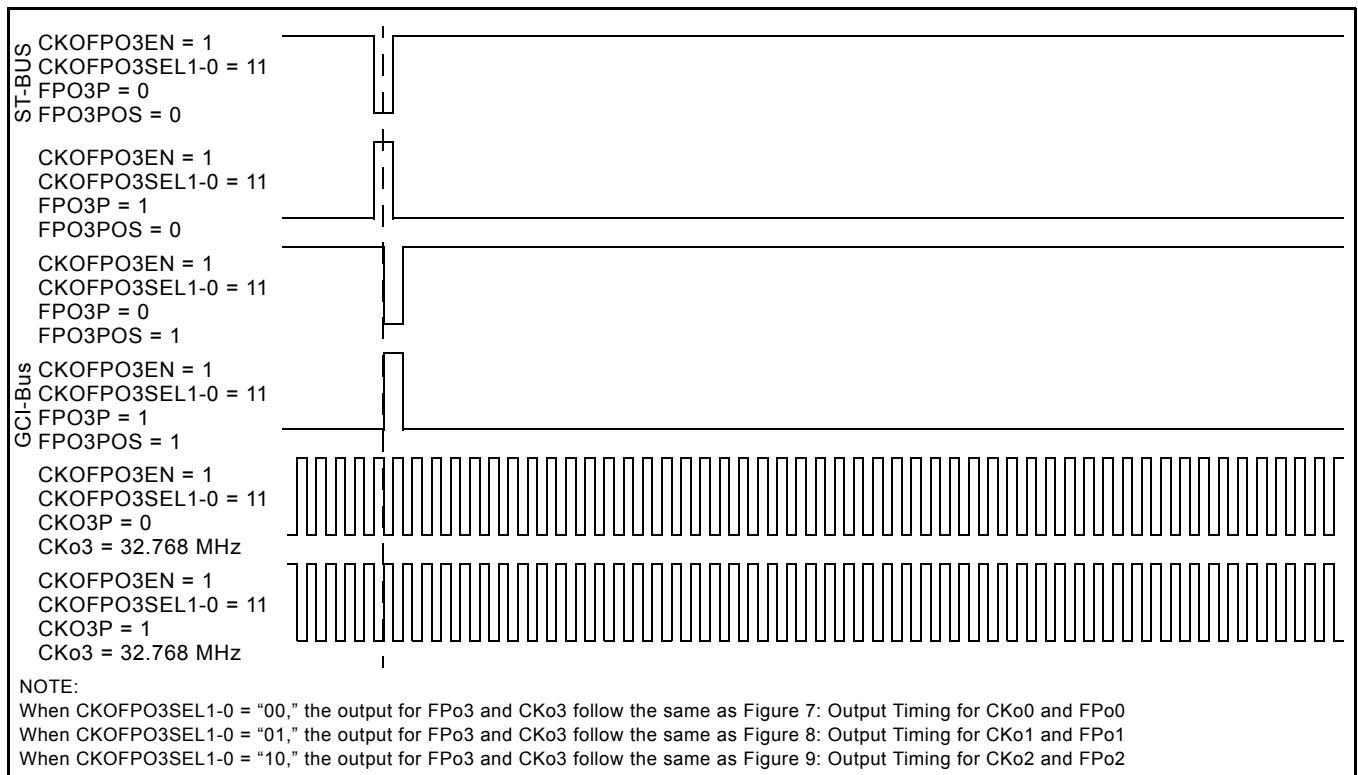 ST-BUS
CKOFPO3EN = 1
CKOFPO3SEL1-0 = 11
FPO3P = 0
FPO3POS = 0
CKOFPO3EN = 1
CKOFPO3SEL1-0 = 11
FPO3P = 1
FPO3POS = 0
CKOFPO3EN = 1
CKOFPO3SEL1-0 = 11
FPO3P = 0
FPO3POS = 1
GCI-Bus
CKOFPO3EN = 1
CKOFPO3SEL1-0 = 11
FPO3P = 1
FPO3POS = 1
CKOFPO3EN = 1
CKOFPO3SEL1-0 = 11
CKO3P = 0
CKo3 = 32.768 MHz
CKOFPO3EN = 1
CKOFPO3SEL1-0 = 11
CKO3P = 1
CKo3 = 32.768 MHz
NOTE:
When CKOFPO3SEL1-0 = “00,” the output for FPo3 and CKo3 follow the same as Figure 7: Output Timing for CKo0 and FPo0
When CKOFPO3SEL1-0 = “01,” the output for FPo3 and CKo3 follow the same as Figure 8: Output Timing for CKo1 and FPo1
When CKOFPO3SEL1-0 = “10,” the output for FPo3 and CKo3 follow the same as Figure 9: Output Timing for CKo2 and FPo2